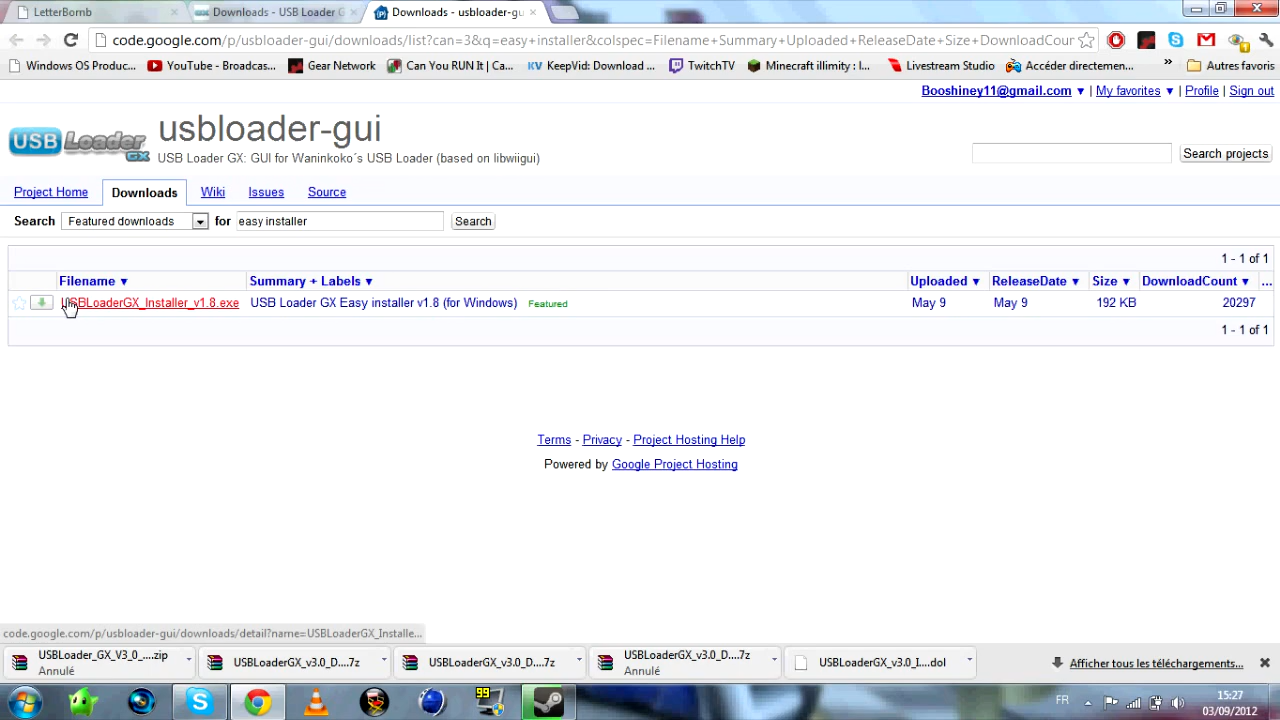 LetterBomb × Downloads - USB Loader G × Downloads - usbloader-gu ×
code.google.com/p/usbloader-gui/downloads/list?can=3&q=easy+installer&colspec=Filename+Summary+Uploaded+ReleaseDate+Size+DownloadCour
Windows OS Produc... YouTube - Broadcas... Gear Network Can You RUN It | Ca... KV KeepVid: Download ... TwitchTV Minecraft illimity : l... Livestream Studio Accéder directemen... » Autres favoris
Booshiney11@gmail.com ▼ | My favorites ▼ | Profile | Sign out
USB Loader GX
usbloader-gui
USB Loader GX: GUI for Waninkoko´s USB Loader (based on libwiigui)
Search projects
Project Home Downloads Wiki Issues Source
Search Featured downloads for easy installer Search
1 - 1 of 1
Filename ▼ Summary + Labels ▼ Uploaded ▼ ReleaseDate ▼ Size ▼ DownloadCount ▼ ...
USBLoaderGX_Installer_v1.8.exe USB Loader GX Easy installer v1.8 (for Windows) Featured May 9 May 9 192 KB 20297
1 - 1 of 1
Terms - Privacy - Project Hosting Help
Powered by Google Project Hosting
code.google.com/p/usbloader-gui/downloads/detail?name=USBLoaderGX_Installe...
USBLoader_GX_V3_0_....zip
Annulé
USBLoaderGX_v3.0_D....7z
USBLoaderGX_v3.0_D....7z
USBLoaderGX_v3.0_D....7z
Annulé
USBLoaderGX_v3.0_I....dol
Afficher tous les téléchargements...
99
FR
15:27
03/09/2012